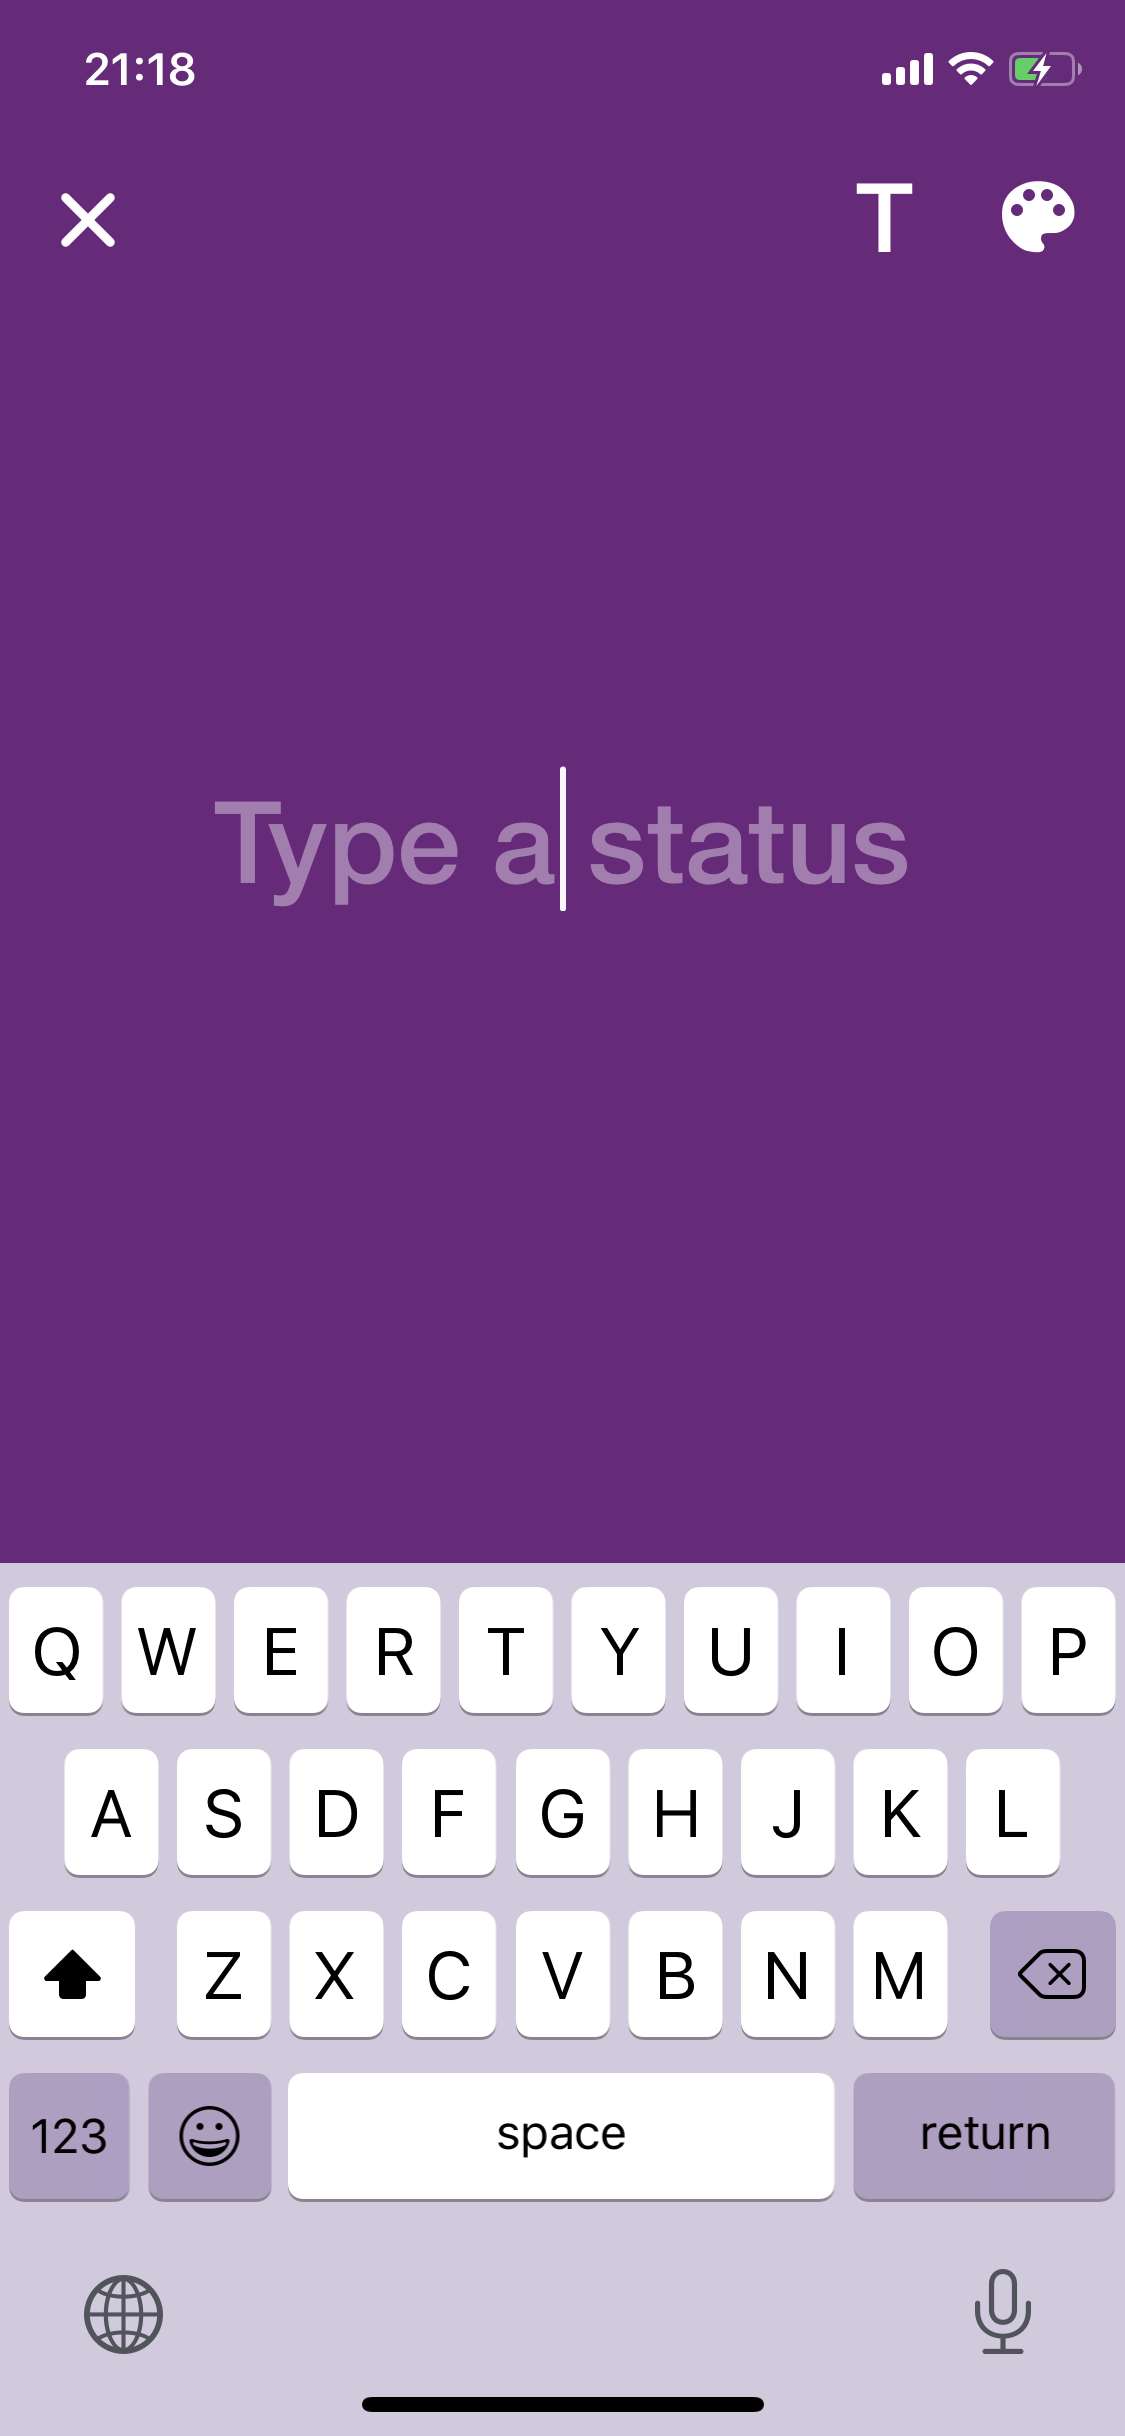 21:18
T
Type a status
Q W E R T Y U I O P
A S D F G H J K L
Z X C V B N M
123 space return